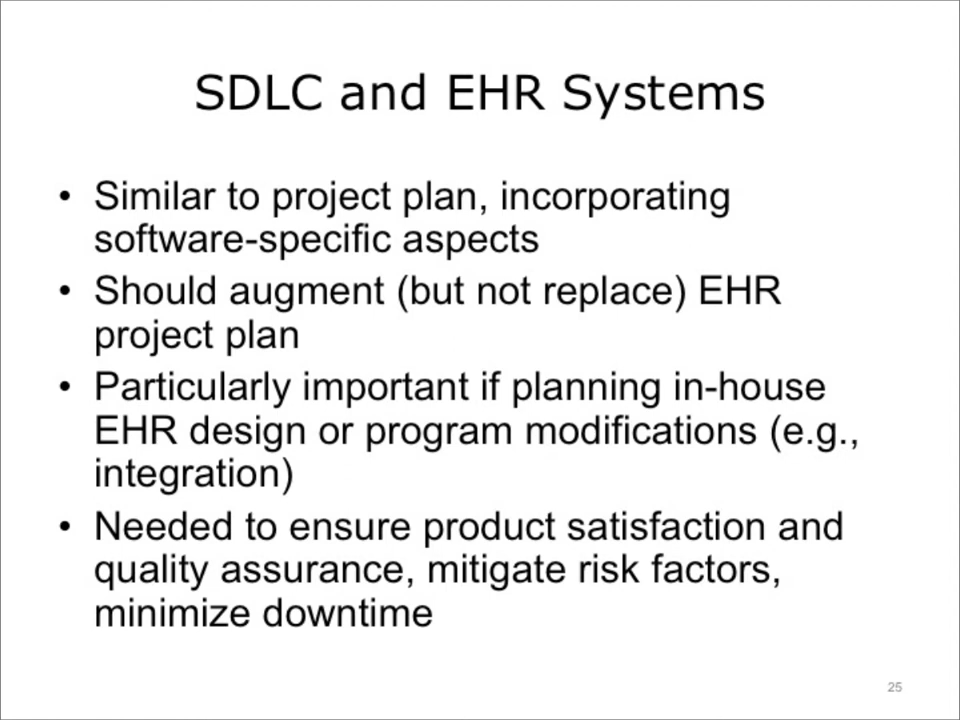 SDLC and EHR Systems
• Similar to project plan, incorporating
software-specific aspects
• Should augment (but not replace) EHR
project plan
• Particularly important if planning in-house
EHR design or program modifications (e.g.,
integration)
• Needed to ensure product satisfaction and
quality assurance, mitigate risk factors,
minimize downtime
25